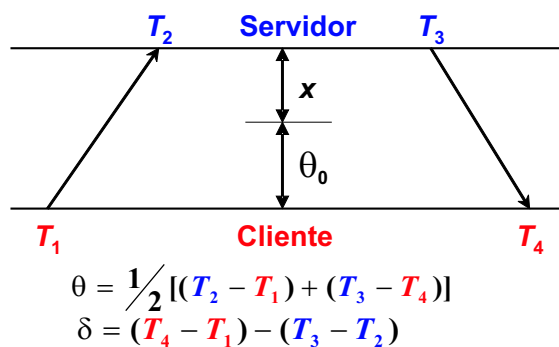 T₂ Servidor T₃
x
θ₀
T₁ Cliente T₄
θ = 1/2 [(T₂ − T₁) + (T₃ − T₄)]
δ = (T₄ − T₁) − (T₃ − T₂)